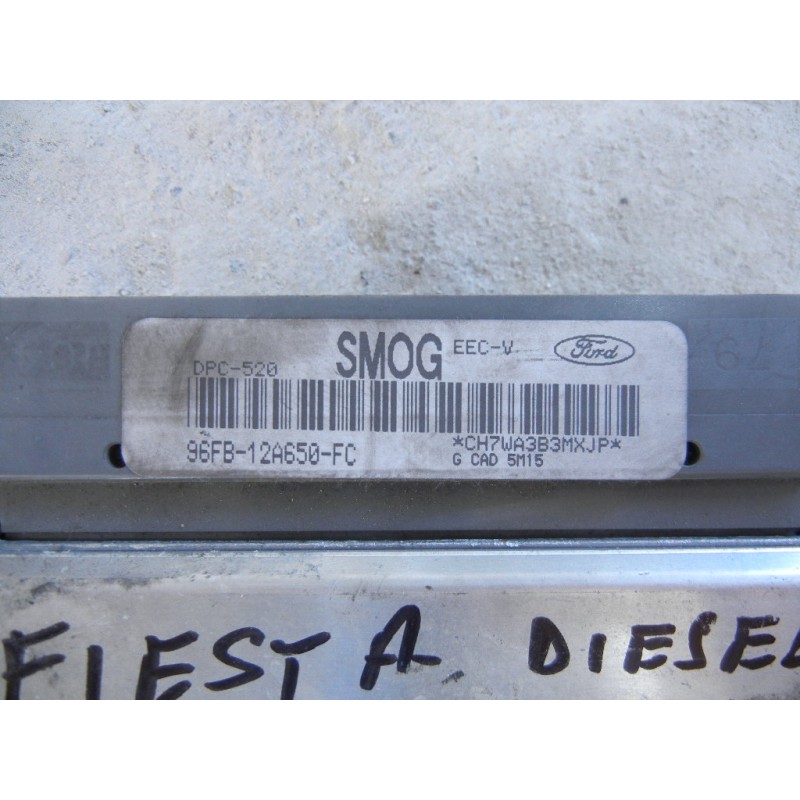 SMOG EEC-V Ford
DPC-520
96FB-12A650-FC *CH7WA3B3MXJP*
G CAD 5M15
FIESTA DIESEL